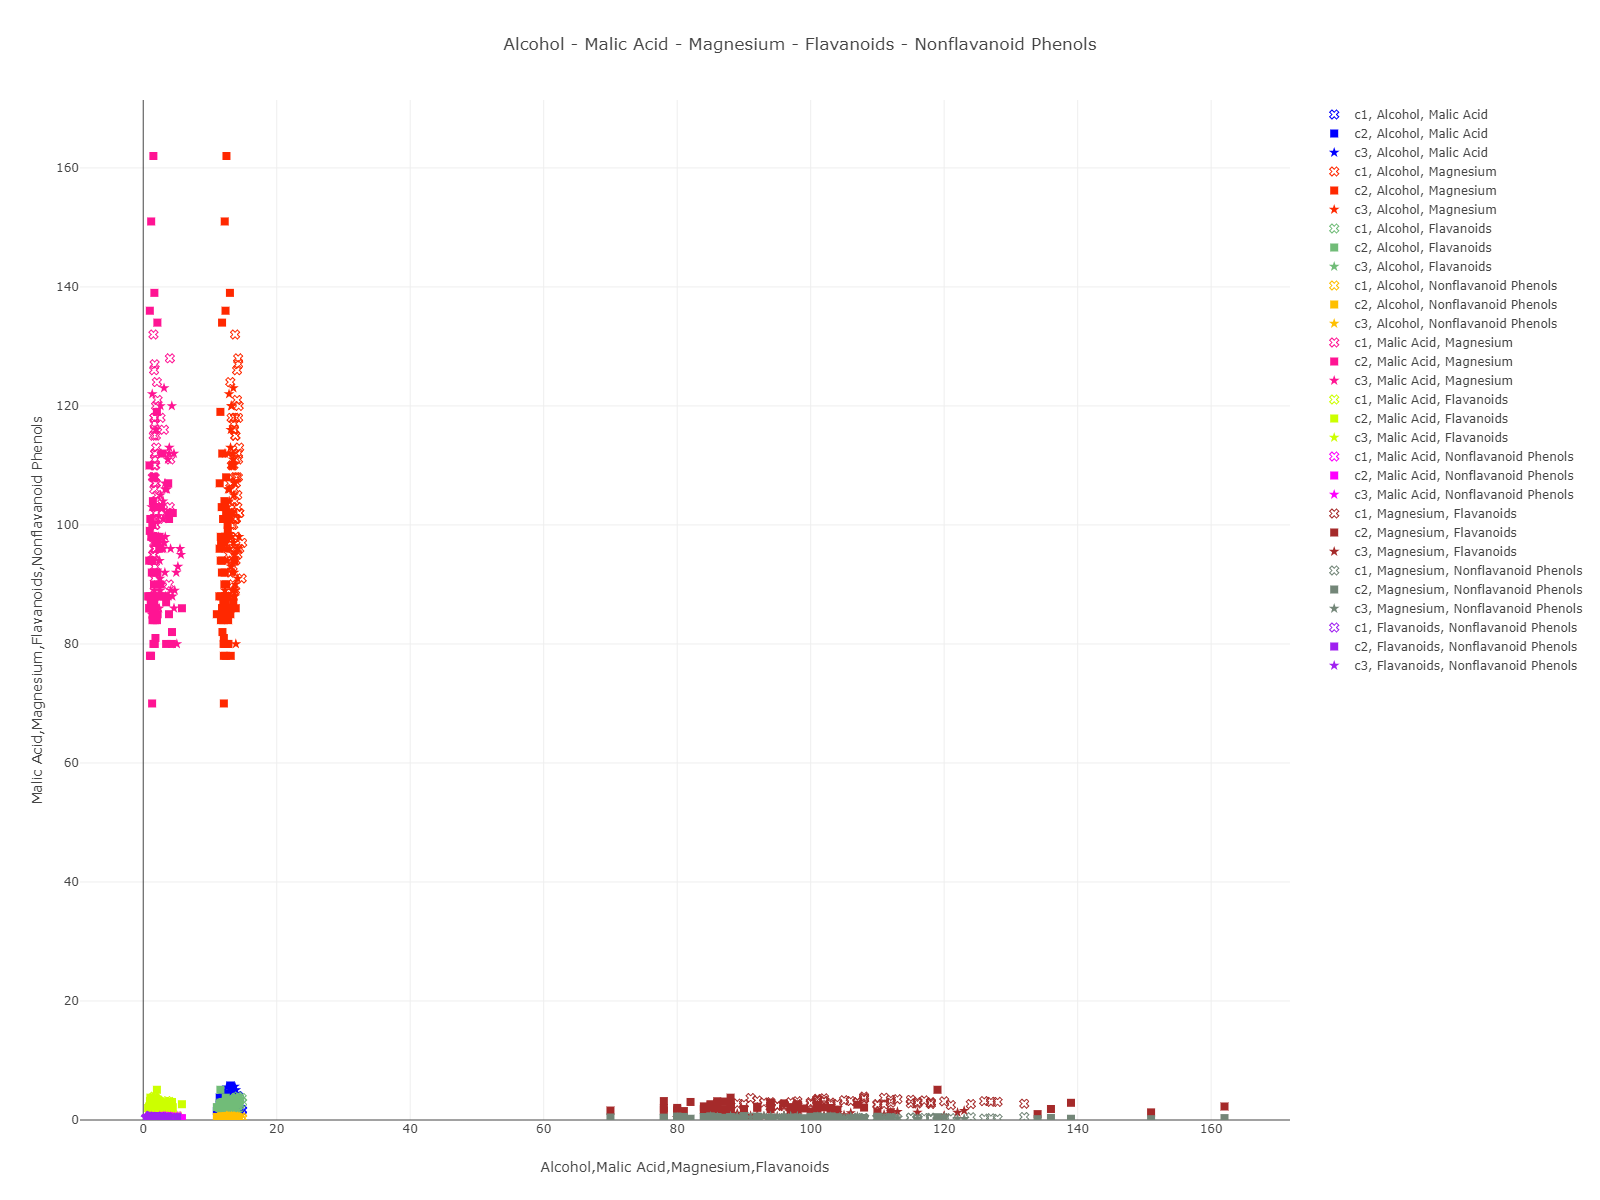 Alcohol - Malic Acid - Magnesium - Flavanoids - Nonflavanoid Phenols
Malic Acid,Magnesium,Flavanoids,Nonflavanoid Phenols
160
140
120
100
80
60
40
20
0
0
20
40
60
80
100
120
140
160
Alcohol,Malic Acid,Magnesium,Flavanoids
c1, Alcohol, Malic Acid
c2, Alcohol, Malic Acid
c3, Alcohol, Malic Acid
c1, Alcohol, Magnesium
c2, Alcohol, Magnesium
c3, Alcohol, Magnesium
c1, Alcohol, Flavanoids
c2, Alcohol, Flavanoids
c3, Alcohol, Flavanoids
c1, Alcohol, Nonflavanoid Phenols
c2, Alcohol, Nonflavanoid Phenols
c3, Alcohol, Nonflavanoid Phenols
c1, Malic Acid, Magnesium
c2, Malic Acid, Magnesium
c3, Malic Acid, Magnesium
c1, Malic Acid, Flavanoids
c2, Malic Acid, Flavanoids
c3, Malic Acid, Flavanoids
c1, Malic Acid, Nonflavanoid Phenols
c2, Malic Acid, Nonflavanoid Phenols
c3, Malic Acid, Nonflavanoid Phenols
c1, Magnesium, Flavanoids
c2, Magnesium, Flavanoids
c3, Magnesium, Flavanoids
c1, Magnesium, Nonflavanoid Phenols
c2, Magnesium, Nonflavanoid Phenols
c3, Magnesium, Nonflavanoid Phenols
c1, Flavanoids, Nonflavanoid Phenols
c2, Flavanoids, Nonflavanoid Phenols
c3, Flavanoids, Nonflavanoid Phenols